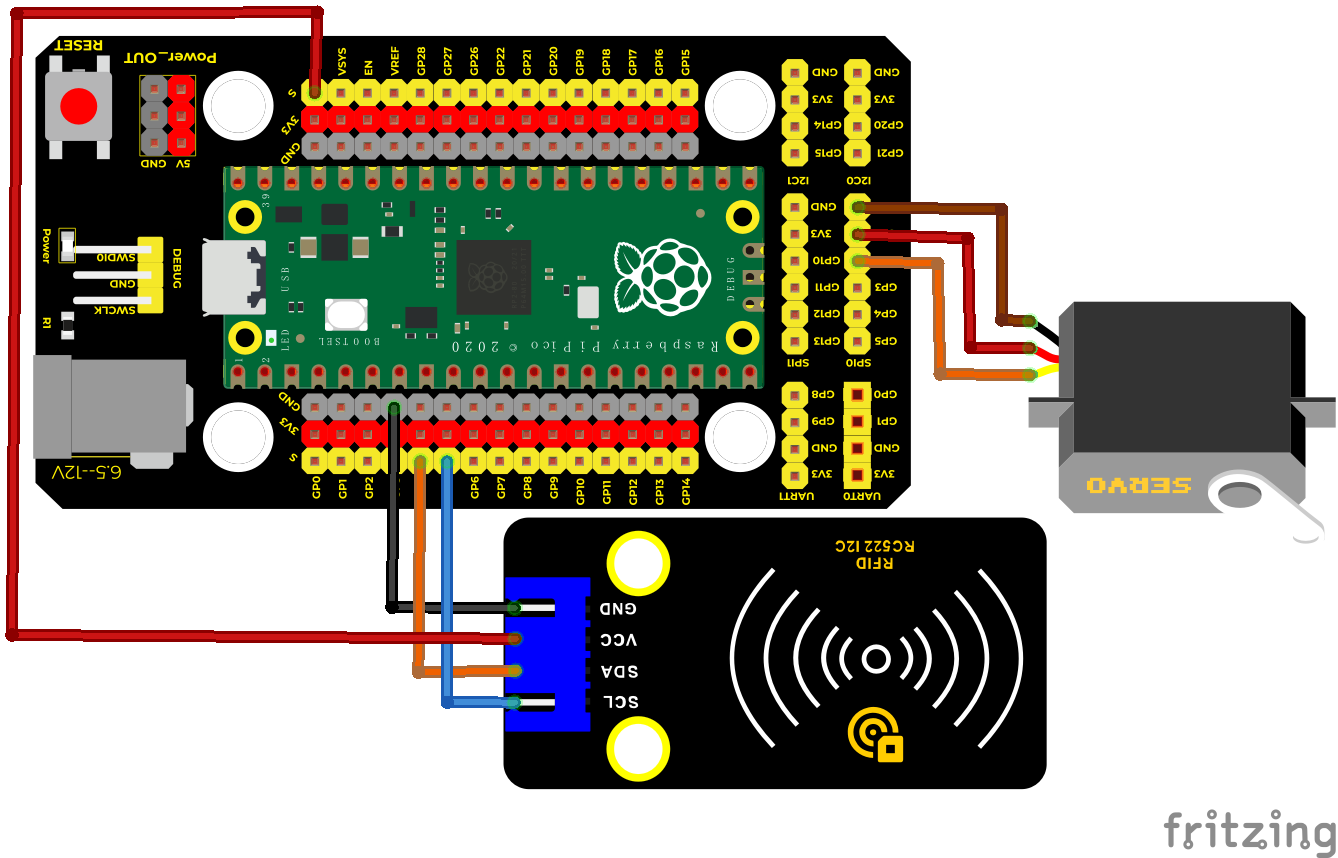 RESET
Power_OUT
GND
5V
S
3V3
GND
VSYS
EN
VREF
GP28
GP27
GP26
GP22
GP21
GP20
GP19
GP18
GP17
GP16
GP15
GND
3V3
GP14
GP15
I2C1
GND
3V3
GP20
GP21
I2C0
Power
SWDIO
GND
SWCLK
DEBUG
R1
6.5--12V
39
USB
1
2
LED
BOOTSEL
Raspberry Pi Pico © 2020
DEBUG
GND
3V3
GP10
GP11
GP12
GP13
SPI1
GND
3V3
GP10
GP3
GP4
GP5
SPI0
GP8
GP9
GND
3V3
UART1
GP0
GP1
GND
3V3
UART0
GND
3V3
S
GP0
GP1
GP2
GP6
GP7
GP8
GP9
GP10
GP11
GP12
GP13
GP14
SERVO
RFID
RC522 I2C
GND
VCC
SDA
SCL
fritzing